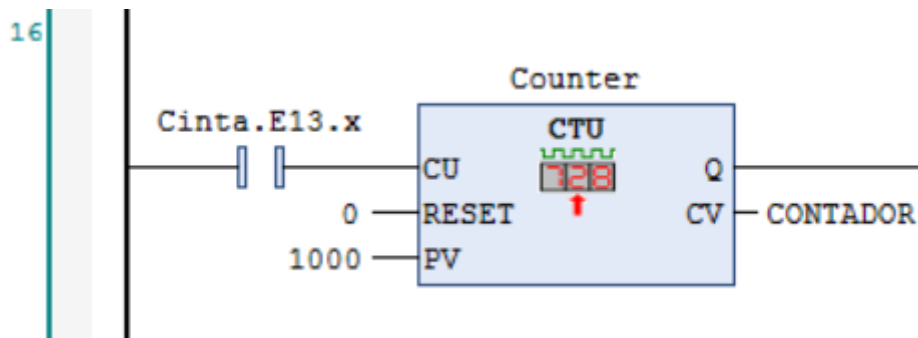 16
Counter
Cinta.E13.x
CTU
728
CU Q
0 RESET CV CONTADOR
1000 PV